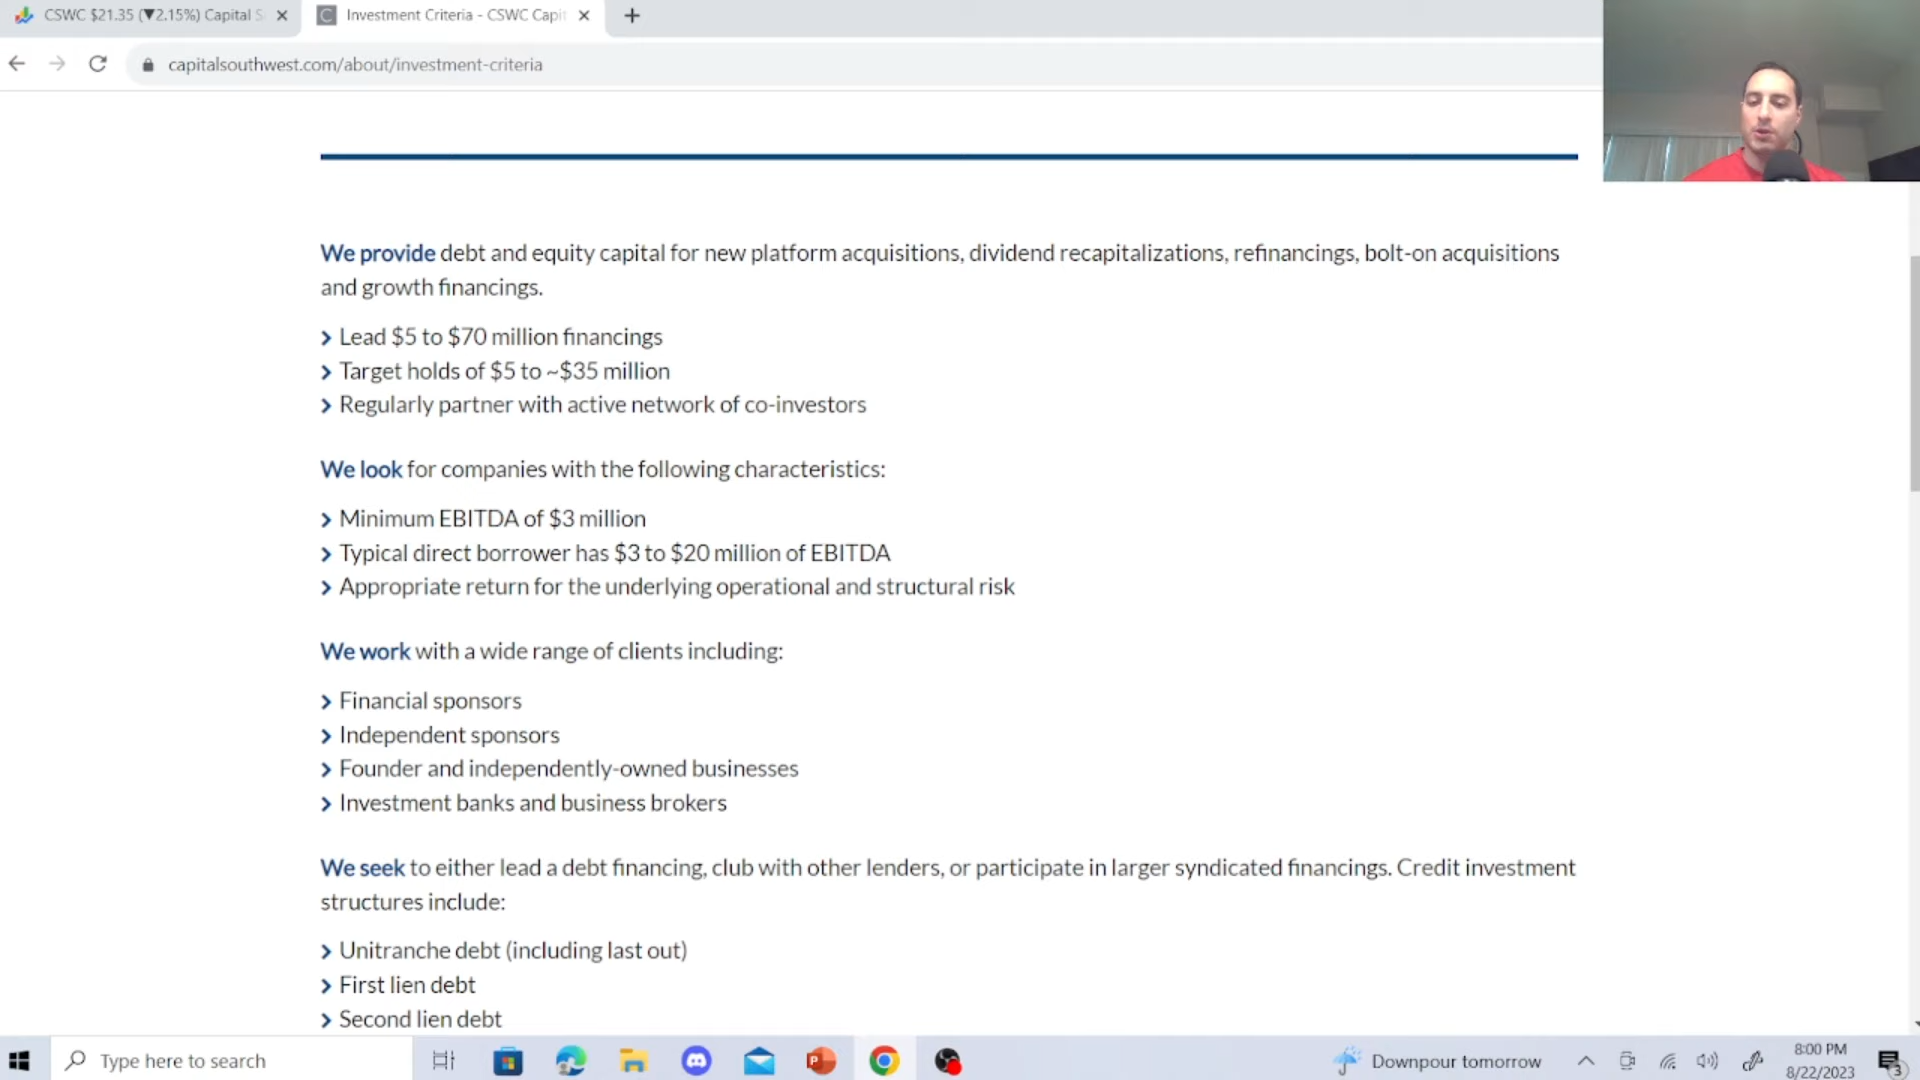 CSWC $21.35 (▼2.15%) Capital S
Investment Criteria - CSWC Capit
capitalsouthwest.com/about/investment-criteria
We provide debt and equity capital for new platform acquisitions, dividend recapitalizations, refinancings, bolt-on acquisitions
and growth financings.
Lead $5 to $70 million financings
Target holds of $5 to ~$35 million
Regularly partner with active network of co-investors
We look for companies with the following characteristics:
Minimum EBITDA of $3 million
Typical direct borrower has $3 to $20 million of EBITDA
Appropriate return for the underlying operational and structural risk
We work with a wide range of clients including:
Financial sponsors
Independent sponsors
Founder and independently-owned businesses
Investment banks and business brokers
We seek to either lead a debt financing, club with other lenders, or participate in larger syndicated financings. Credit investment
structures include:
Unitranche debt (including last out)
First lien debt
Second lien debt
Type here to search
Downpour tomorrow
8:00 PM
8/22/2023
3